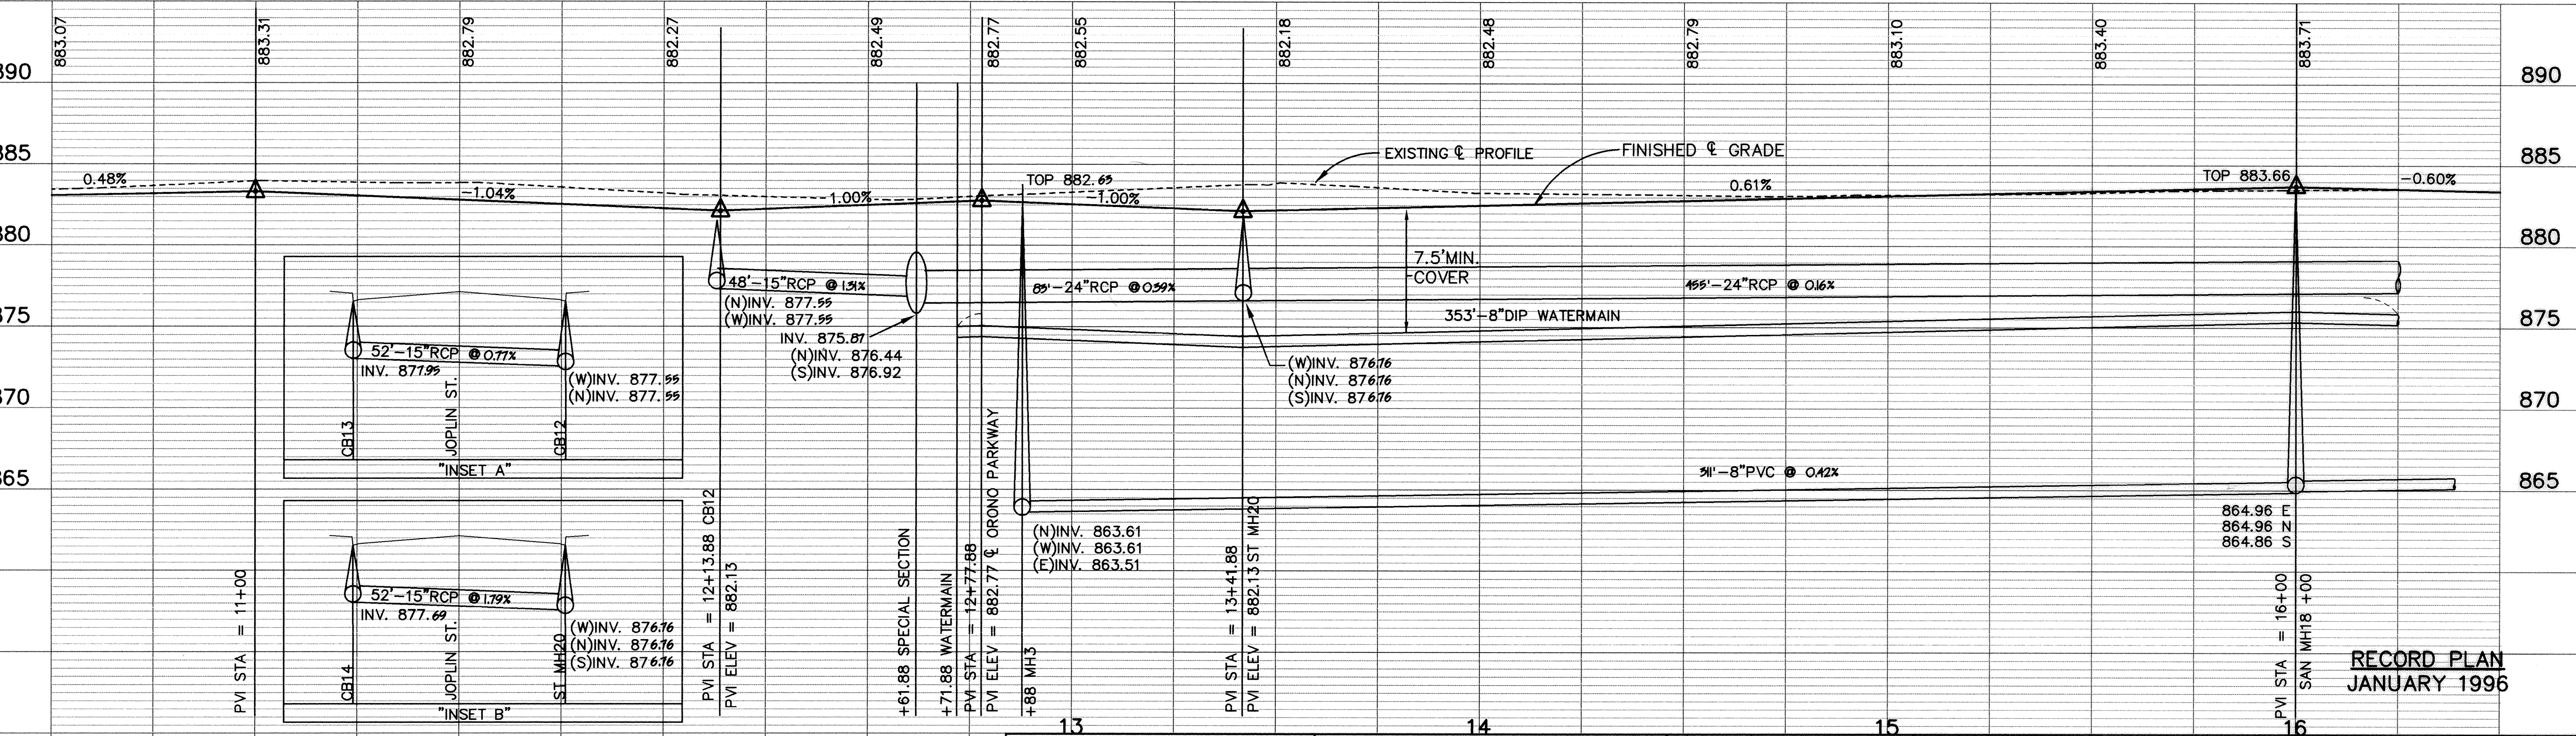 883.07
883.31
882.79
882.27
882.49
882.77
882.55
882.18
882.48
882.79
883.10
883.40
883.71
890
890
885
885
880
880
875
875
870
870
865
865
0.48%
-1.04%
1.00%
TOP 882.63
-1.00%
EXISTING ℄ PROFILE
FINISHED ℄ GRADE
0.61%
TOP 883.66
-0.60%
7.5'MIN.
COVER
48'-15"RCP @ 1.31%
(N)INV. 877.55
(W)INV. 877.55
INV. 875.87
(N)INV. 876.44
(S)INV. 876.92
83'-24"RCP @ 0.39%
455'-24"RCP @ 0.16%
353'-8"DIP WATERMAIN
(W)INV. 876.76
(N)INV. 876.76
(S)INV. 876.76
52'-15"RCP @ 0.77%
INV. 877.95
(W)INV. 877.55
(N)INV. 877.55
CB13
JOPLIN ST.
CB12
"INSET A"
52'-15"RCP @ 1.79%
INV. 877.69
(W)INV. 876.76
(N)INV. 876.76
(S)INV. 876.76
CB14
JOPLIN ST.
ST MH20
"INSET B"
311'-8"PVC @ 0.42%
(N)INV. 863.61
(W)INV. 863.61
(E)INV. 863.51
864.96 E
864.96 N
864.86 S
PVI STA = 11+00
PVI STA = 12+13.88 CB12
PVI ELEV = 882.13
+61.88 SPECIAL SECTION
+71.88 WATERMAIN
PVI STA = 12+77.88
PVI ELEV = 882.77 ℄ ORONO PARKWAY
+88 MH3
PVI STA = 13+41.88
PVI ELEV = 882.13 ST MH20
PVI STA = 16+00
SAN MH18 +00
RECORD PLAN
JANUARY 1996
13
14
15
16